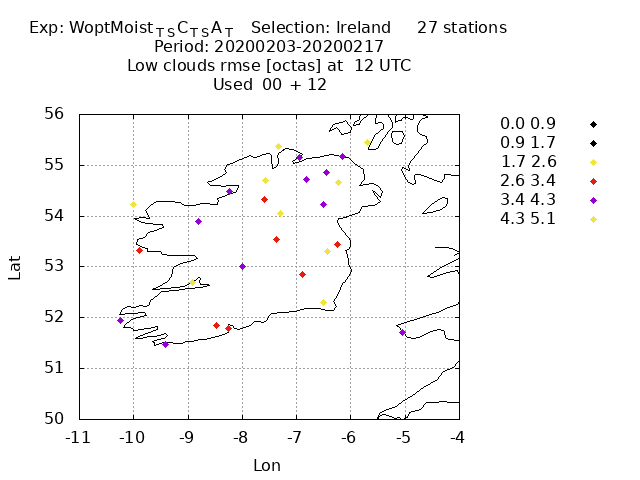 Exp: WoptMoist TS C TS A T Selection: Ireland 27 stations
Period: 20200203-20200217
Low clouds rmse [octas] at 12 UTC
Used 00 + 12
56
55
54
53
52
51
50
-11 -10 -9 -8 -7 -6 -5 -4
Lat
Lon
0.0 0.9
0.9 1.7
1.7 2.6
2.6 3.4
3.4 4.3
4.3 5.1